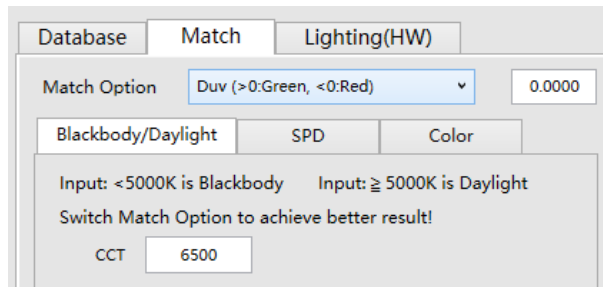 Database Match Lighting(HW)
Match Option Duv (>0:Green, <0:Red) 0.0000
Blackbody/Daylight SPD Color
Input: <5000K is Blackbody Input: ≧ 5000K is Daylight
Switch Match Option to achieve better result!
CCT 6500